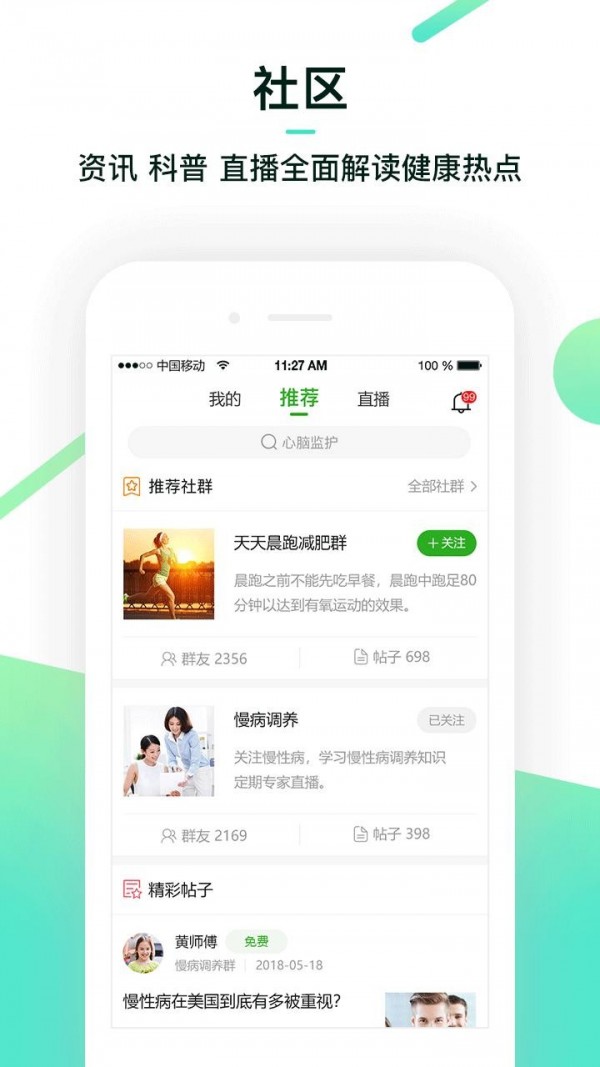 社区
资讯 科普 直播全面解读健康热点
中国移动 11:27 AM 100 %
我的 推荐 直播 99
心脑监护
推荐社群 全部社群
天天晨跑减肥群 +关注
晨跑之前不能先吃早餐，晨跑中跑足80
分钟以达到有氧运动的效果。
群友 2356 帖子 698
慢病调养 已关注
关注慢性病，学习慢性病调养知识
定期专家直播。
群友 2169 帖子 398
精彩帖子
黄师傅 免费
慢病调养群 2018-05-18
慢性病在美国到底有多被重视?